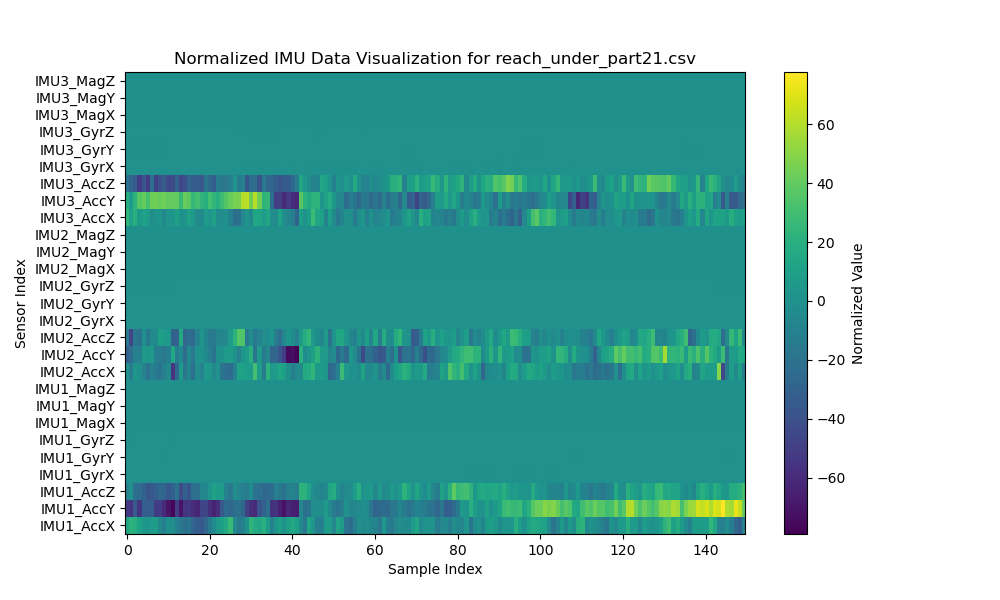 Normalized IMU Data Visualization for reach_under_part21.csv
IMU3_MagZ
IMU3_MagY
IMU3_MagX
IMU3_GyrZ
IMU3_GyrY
IMU3_GyrX
IMU3_AccZ
IMU3_AccY
IMU3_AccX
IMU2_MagZ
IMU2_MagY
IMU2_MagX
IMU2_GyrZ
IMU2_GyrY
IMU2_GyrX
IMU2_AccZ
IMU2_AccY
IMU2_AccX
IMU1_MagZ
IMU1_MagY
IMU1_MagX
IMU1_GyrZ
IMU1_GyrY
IMU1_GyrX
IMU1_AccZ
IMU1_AccY
IMU1_AccX
Sensor Index
0 20 40 60 80 100 120 140
Sample Index
60
40
20
0
−20
−40
−60
Normalized Value